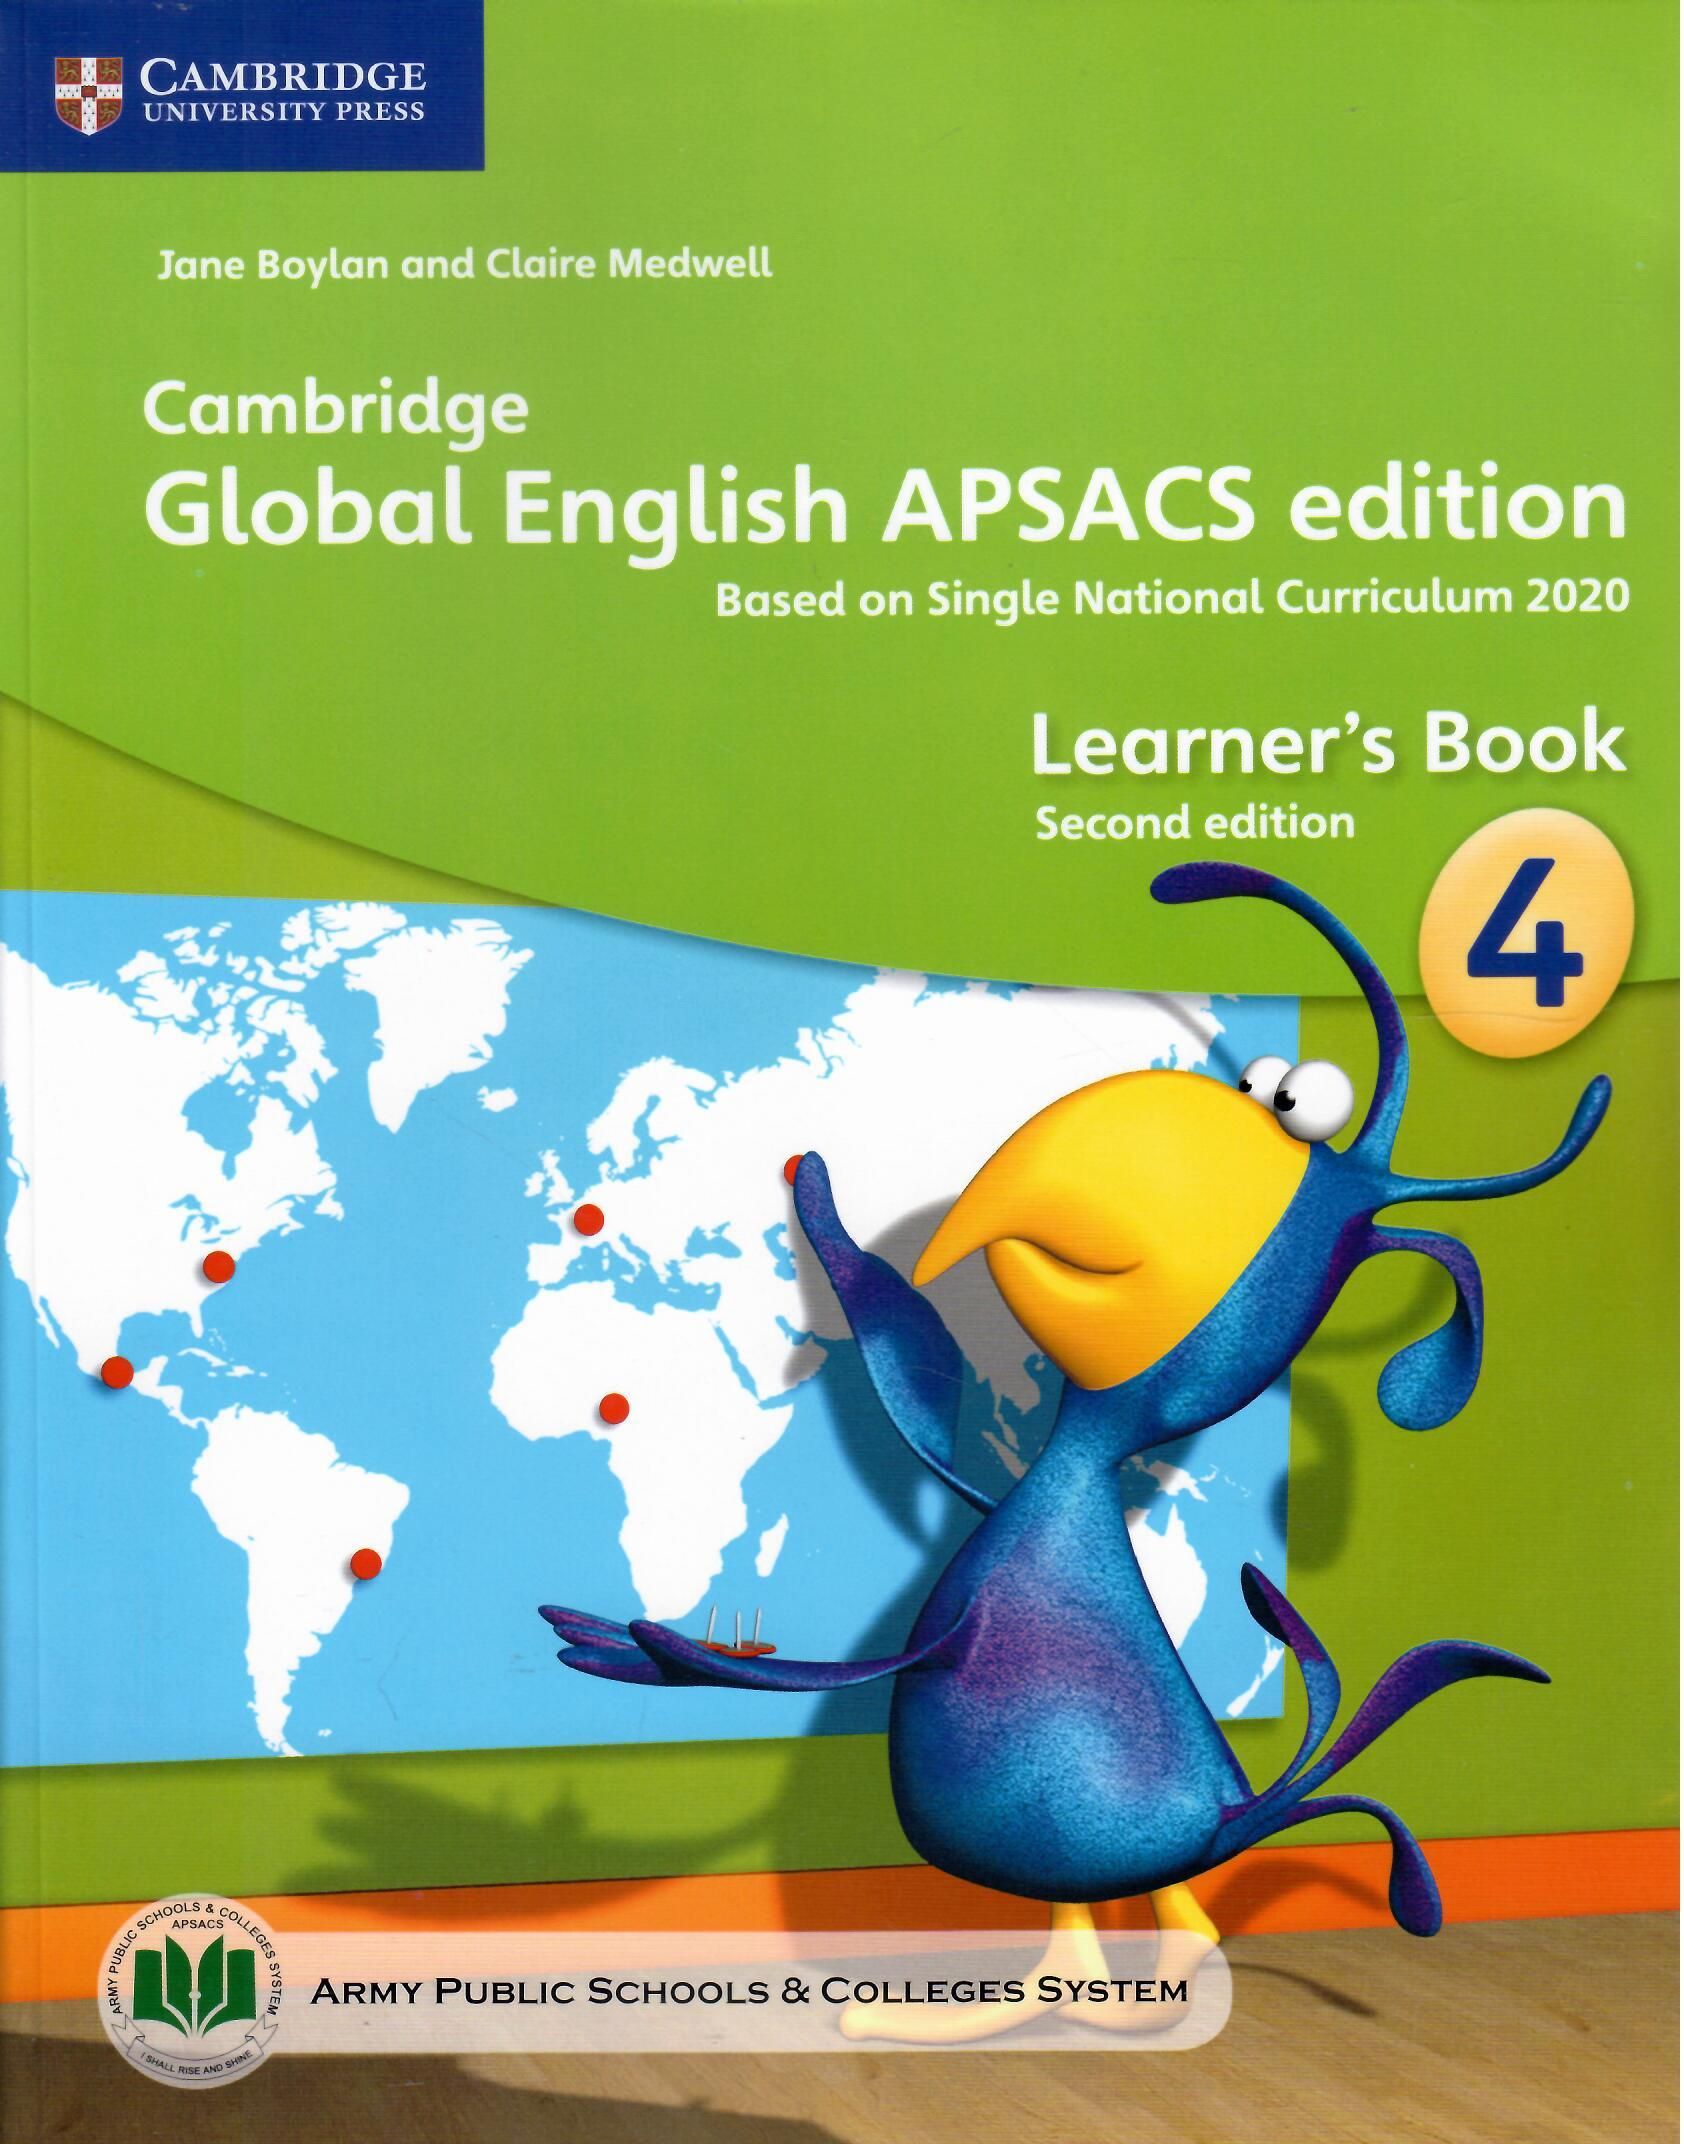 CAMBRIDGE
UNIVERSITY PRESS
Jane Boylan and Claire Medwell
Cambridge
Global English APSACS edition
Based on Single National Curriculum 2020
Learner's Book
Second edition
4
ARMY PUBLIC SCHOOLS & COLLEGES SYSTEM
APSACS
I SHALL RISE AND SHINE
ARMY PUBLIC SCHOOLS & COLLEGES SYSTEM